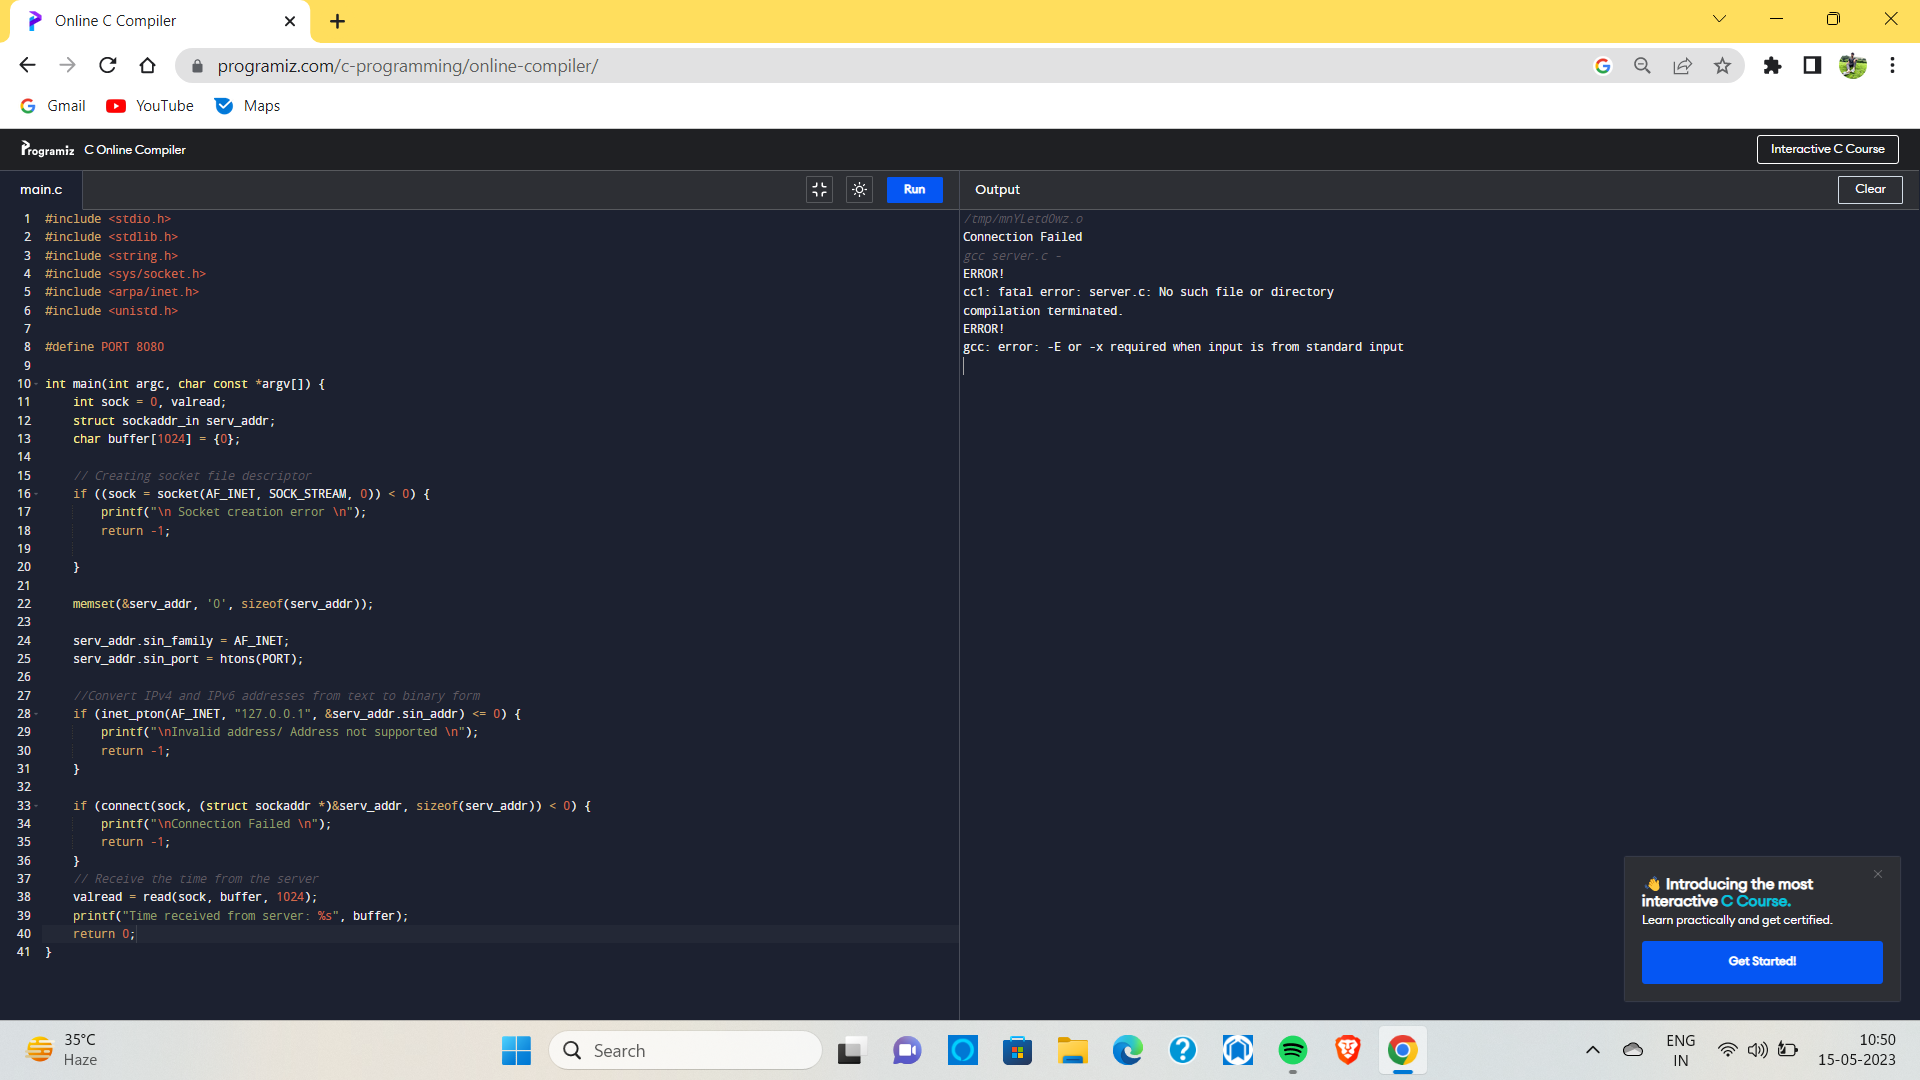 Online C Compiler
programiz.com/c-programming/online-compiler/
Gmail YouTube Maps
Programiz C Online Compiler
Interactive C Course
main.c
Run
Output
Clear
1 #include <stdio.h>
2 #include <stdlib.h>
3 #include <string.h>
4 #include <sys/socket.h>
5 #include <arpa/inet.h>
6 #include <unistd.h>
7
8 #define PORT 8080
9
10 int main(int argc, char const *argv[]) {
11     int sock = 0, valread;
12     struct sockaddr_in serv_addr;
13     char buffer[1024] = {0};
14
15     // Creating socket file descriptor
16     if ((sock = socket(AF_INET, SOCK_STREAM, 0)) < 0) {
17         printf("\n Socket creation error \n");
18         return -1;
19
20     }
21
22     memset(&serv_addr, '0', sizeof(serv_addr));
23
24     serv_addr.sin_family = AF_INET;
25     serv_addr.sin_port = htons(PORT);
26
27     //Convert IPv4 and IPv6 addresses from text to binary form
28     if (inet_pton(AF_INET, "127.0.0.1", &serv_addr.sin_addr) <= 0) {
29         printf("\nInvalid address/ Address not supported \n");
30         return -1;
31     }
32
33     if (connect(sock, (struct sockaddr *)&serv_addr, sizeof(serv_addr)) < 0) {
34         printf("\nConnection Failed \n");
35         return -1;
36     }
37     // Receive the time from the server
38     valread = read(sock, buffer, 1024);
39     printf("Time received from server: %s", buffer);
40     return 0;
41 }
/tmp/mnYLetdOwz.o
Connection Failed
gcc server.c -
ERROR!
cc1: fatal error: server.c: No such file or directory
compilation terminated.
ERROR!
gcc: error: -E or -x required when input is from standard input
👋 Introducing the most
interactive C Course.
Learn practically and get certified.
Get Started!
35°C
Haze
Search
ENG
IN
10:50
15-05-2023